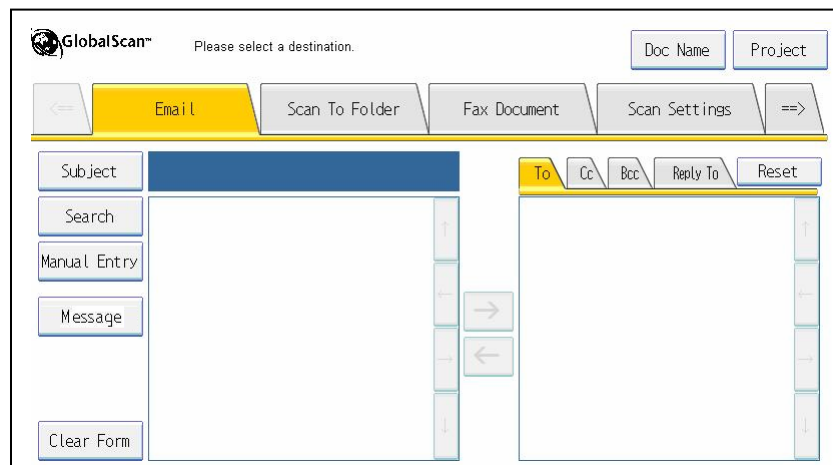 GlobalScan™ Please select a destination. Doc Name Project
<== Email Scan To Folder Fax Document Scan Settings ==>
Subject To Cc Bcc Reply To Reset
Search ↑ ↑
Manual Entry
← ←
Message →
← → →
Clear Form ↓ ↓